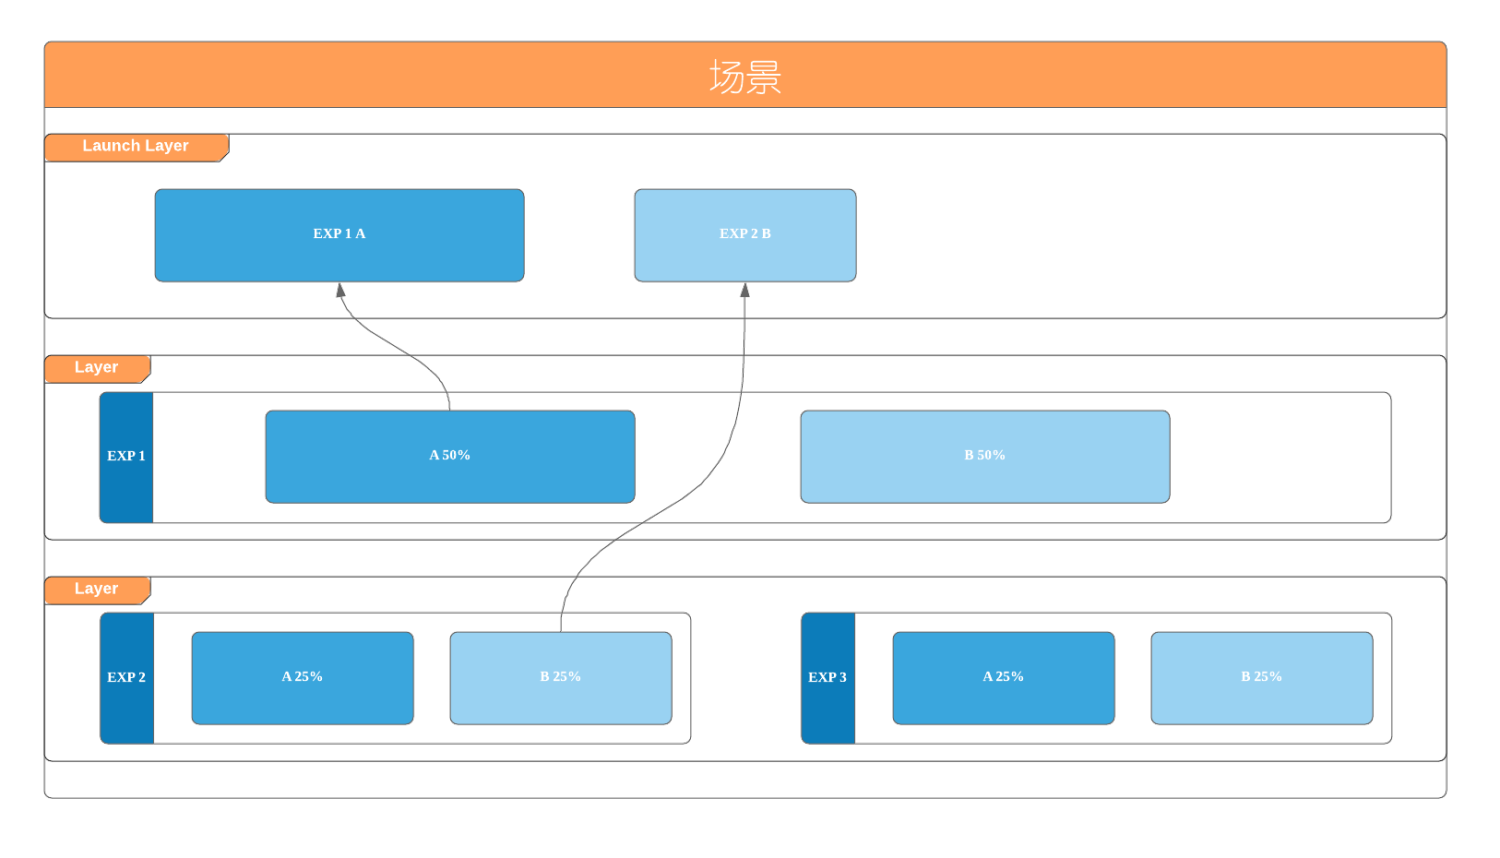 场景
Launch Layer
EXP 1 A
EXP 2 B
Layer
EXP 1
A 50%
B 50%
Layer
EXP 2
A 25%
B 25%
EXP 3
A 25%
B 25%